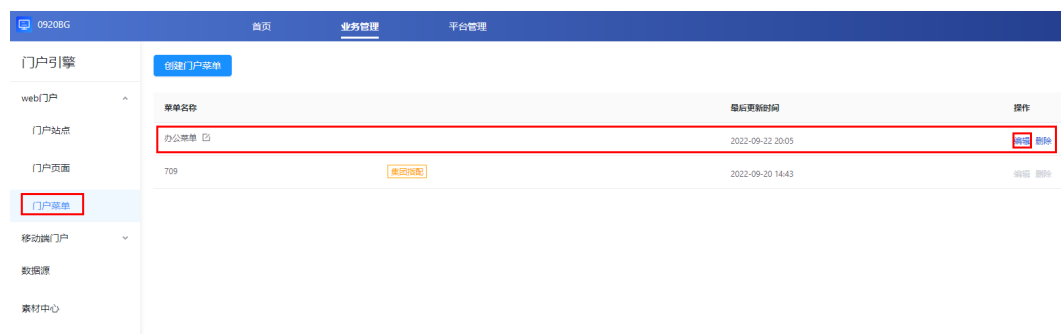 0920BG 首页 业务管理 平台管理
门户引擎
创建门户菜单
web门户
菜单名称 最后更新时间 操作
门户站点
办公菜单 2022-09-22 20:05 编辑 删除
门户页面
709 集团搭配 2022-09-20 14:43 编辑 删除
门户菜单
移动端门户
数据源
素材中心